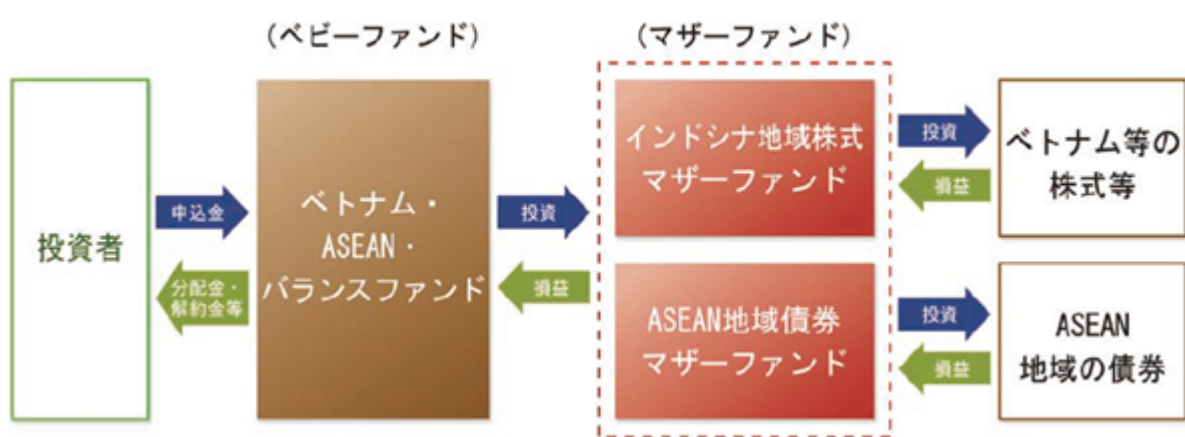 (ベビーファンド)
(マザーファンド)
投資者
申込金
分配金・
解約金等
ベトナム・
ASEAN・
バランスファンド
投資
損益
インドシナ地域株式
マザーファンド
ASEAN地域債券
マザーファンド
投資
損益
投資
損益
ベトナム等の
株式等
ASEAN
地域の債券